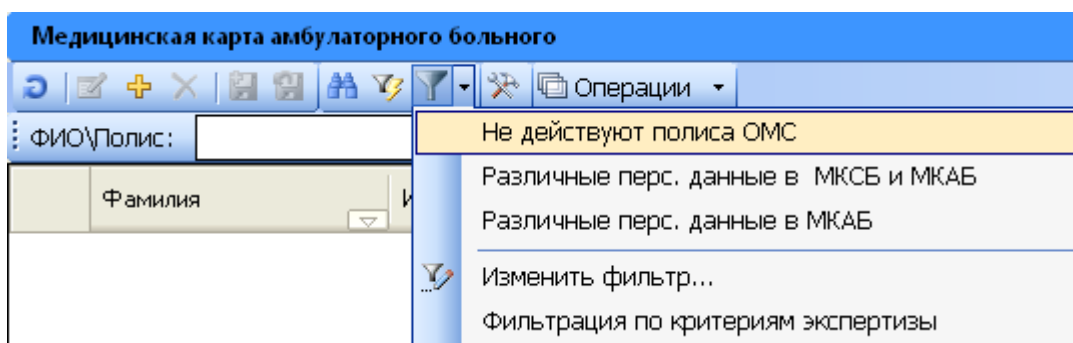 Медицинская карта амбулаторного больного
Операции
ФИО\Полис:
Не действуют полиса ОМС
Фамилия
Различные перс. данные в МКСБ и МКАБ
Различные перс. данные в МКАБ
Изменить фильтр...
Фильтрация по критериям экспертизы